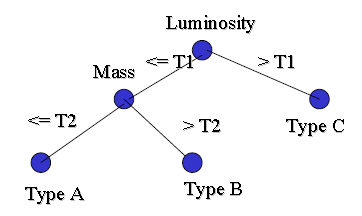 Luminosity
<= T1
> T1
Mass
<= T2
> T2
Type C
Type A
Type B